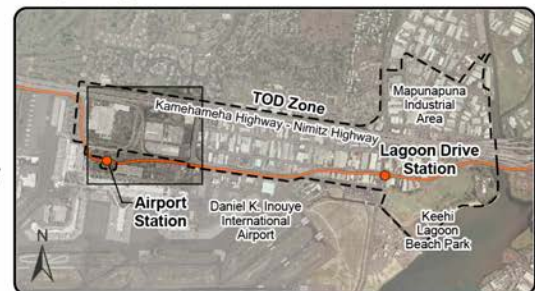 TOD Zone
Kamehameha Highway - Nimitz Highway
Mapunapuna
Industrial
Area
Lagoon Drive
Station
Airport
Station
Daniel K. Inouye
International
Airport
Keehi
Lagoon
Beach Park
N